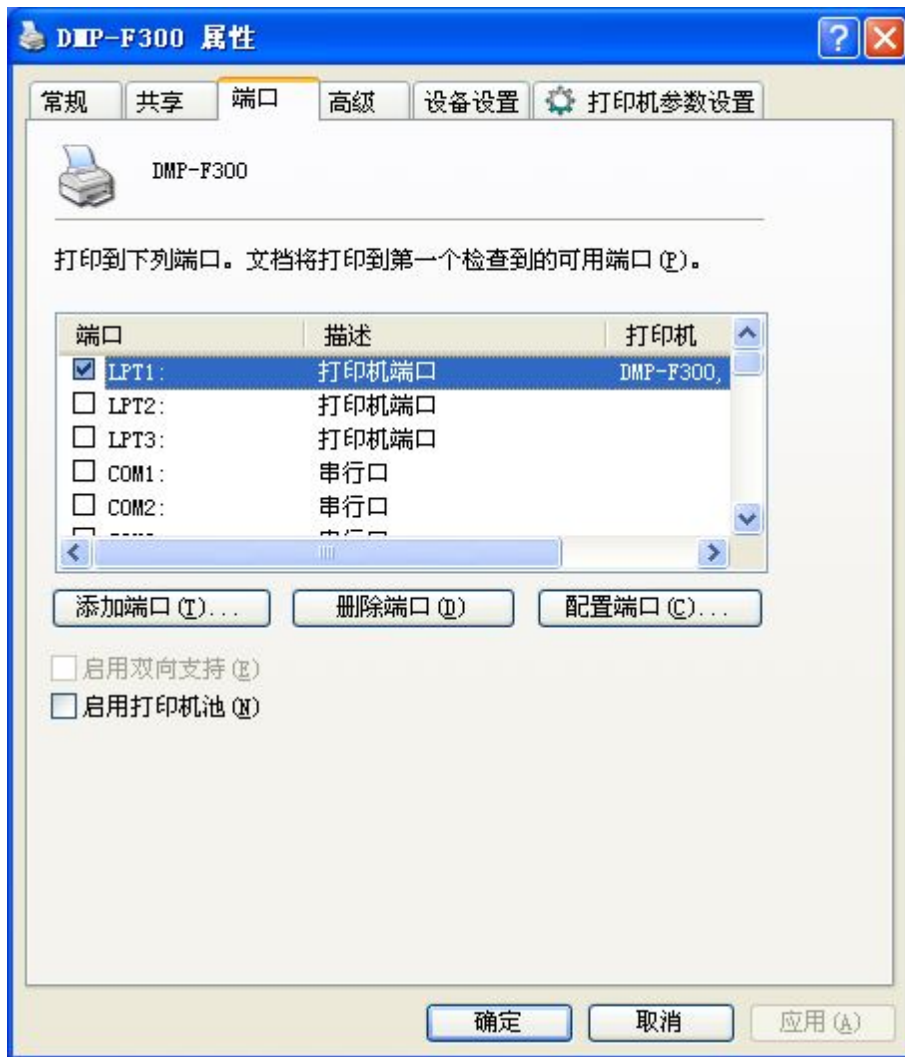 DMP-F300 属性
常规 共享 端口 高级 设备设置 打印机参数设置
DMP-F300
打印到下列端口。文档将打印到第一个检查到的可用端口(P)。
端口 描述 打印机
LPT1: 打印机端口 DMP-F300,
LPT2: 打印机端口
LPT3: 打印机端口
COM1: 串行口
COM2: 串行口
添加端口(T)... 删除端口(D) 配置端口(C)...
启用双向支持(E)
启用打印机池(N)
确定 取消 应用(A)